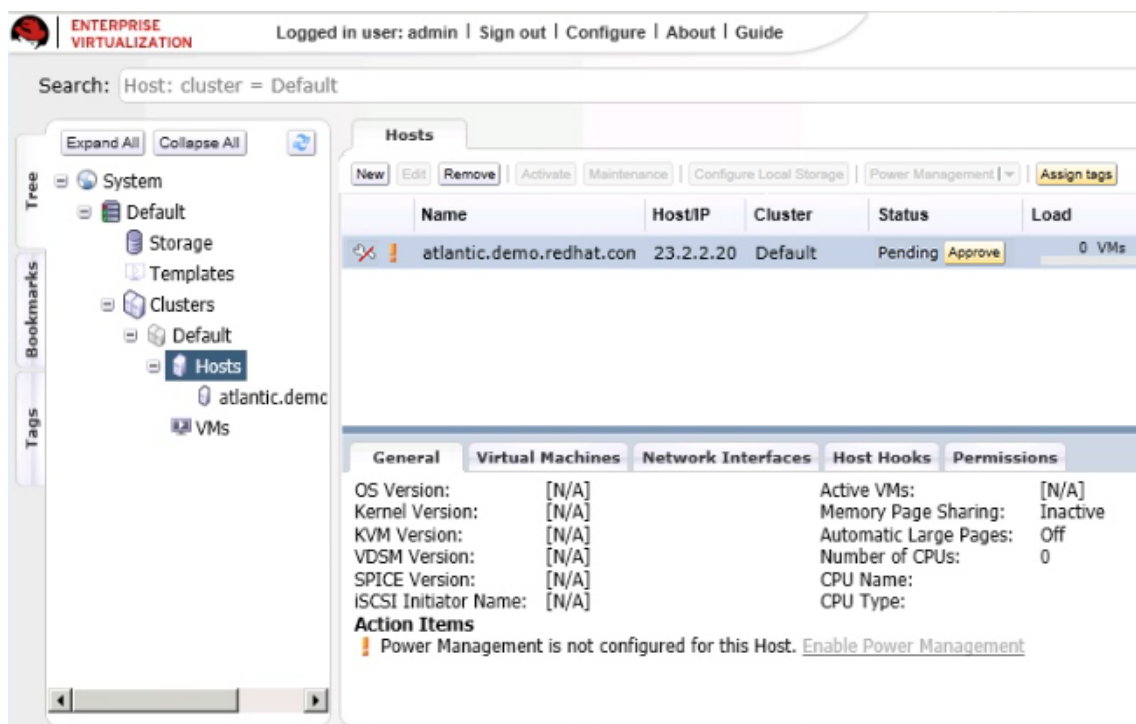 ENTERPRISE
VIRTUALIZATION
Logged in user: admin | Sign out | Configure | About | Guide
Search: Host: cluster = Default
Tree
Bookmarks
Tags
Expand All Collapse All
System
Default
Storage
Templates
Clusters
Default
Hosts
atlantic.demo
VMs
Hosts
New Edit Remove Activate Maintenance Configure Local Storage Power Management Assign tags
Name Host/IP Cluster Status Load
atlantic.demo.redhat.con 23.2.2.20 Default Pending Approve 0 VMs
General Virtual Machines Network Interfaces Host Hooks Permissions
OS Version: [N/A] Active VMs: [N/A]
Kernel Version: [N/A] Memory Page Sharing: Inactive
KVM Version: [N/A] Automatic Large Pages: Off
VDSM Version: [N/A] Number of CPUs: 0
SPICE Version: [N/A] CPU Name:
iSCSI Initiator Name: [N/A] CPU Type:
Action Items
Power Management is not configured for this Host. Enable Power Management